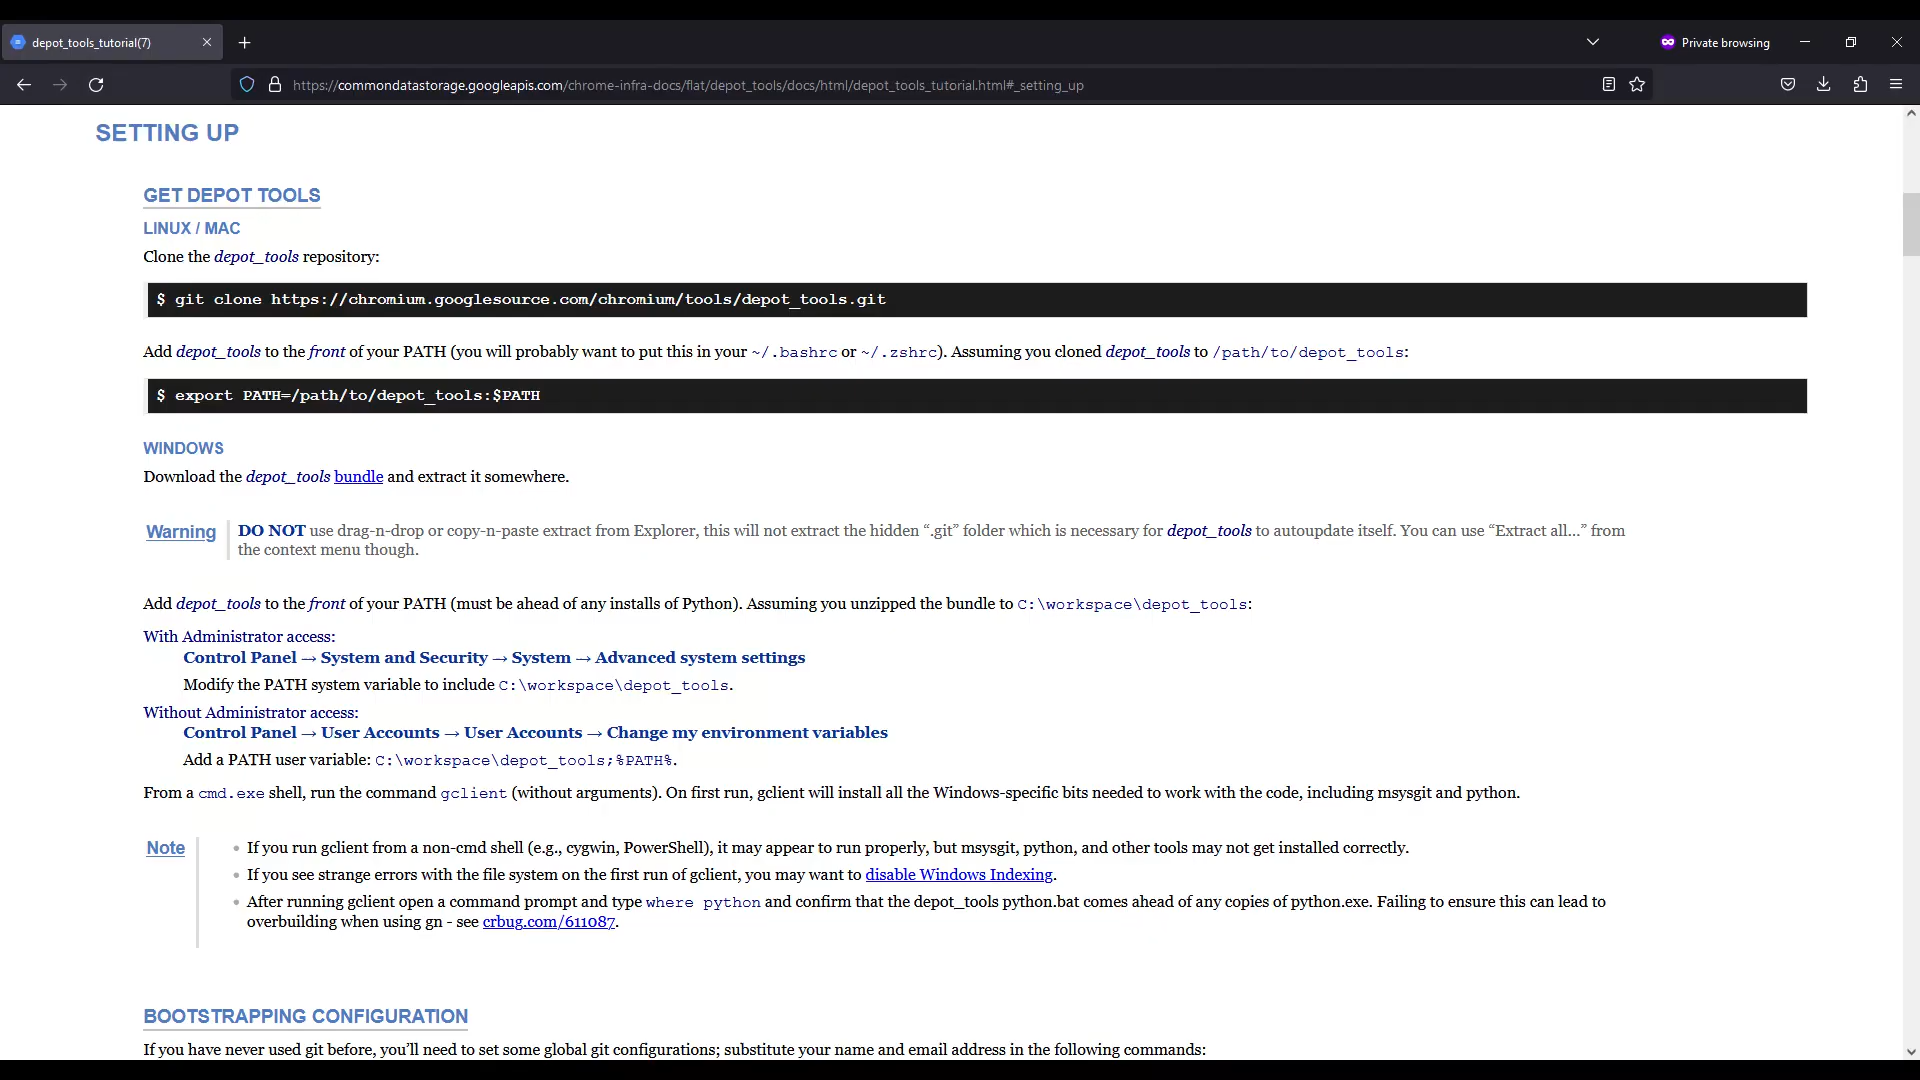 depot_tools_tutorial(7)
Private browsing
https://commondatastorage.googleapis.com/chrome-infra-docs/flat/depot_tools/docs/html/depot_tools_tutorial.html#_setting_up
SETTING UP
GET DEPOT TOOLS
LINUX / MAC
Clone the depot_tools repository:
$ git clone https://chromium.googlesource.com/chromium/tools/depot_tools.git
Add depot_tools to the front of your PATH (you will probably want to put this in your ~/.bashrc or ~/.zshrc). Assuming you cloned depot_tools to /path/to/depot_tools:
$ export PATH=/path/to/depot_tools:$PATH
WINDOWS
Download the depot_tools bundle and extract it somewhere.
Warning DO NOT use drag-n-drop or copy-n-paste extract from Explorer, this will not extract the hidden “.git” folder which is necessary for depot_tools to autoupdate itself. You can use “Extract all…” from
the context menu though.
Add depot_tools to the front of your PATH (must be ahead of any installs of Python). Assuming you unzipped the bundle to C:\workspace\depot_tools:
With Administrator access:
Control Panel → System and Security → System → Advanced system settings
Modify the PATH system variable to include C:\workspace\depot_tools.
Without Administrator access:
Control Panel → User Accounts → User Accounts → Change my environment variables
Add a PATH user variable: C:\workspace\depot_tools;%PATH%.
From a cmd.exe shell, run the command gclient (without arguments). On first run, gclient will install all the Windows-specific bits needed to work with the code, including msysgit and python.
Note • If you run gclient from a non-cmd shell (e.g., cygwin, PowerShell), it may appear to run properly, but msysgit, python, and other tools may not get installed correctly.
• If you see strange errors with the file system on the first run of gclient, you may want to disable Windows Indexing.
• After running gclient open a command prompt and type where python and confirm that the depot_tools python.bat comes ahead of any copies of python.exe. Failing to ensure this can lead to
overbuilding when using gn - see crbug.com/611087.
BOOTSTRAPPING CONFIGURATION
If you have never used git before, you’ll need to set some global git configurations; substitute your name and email address in the following commands: